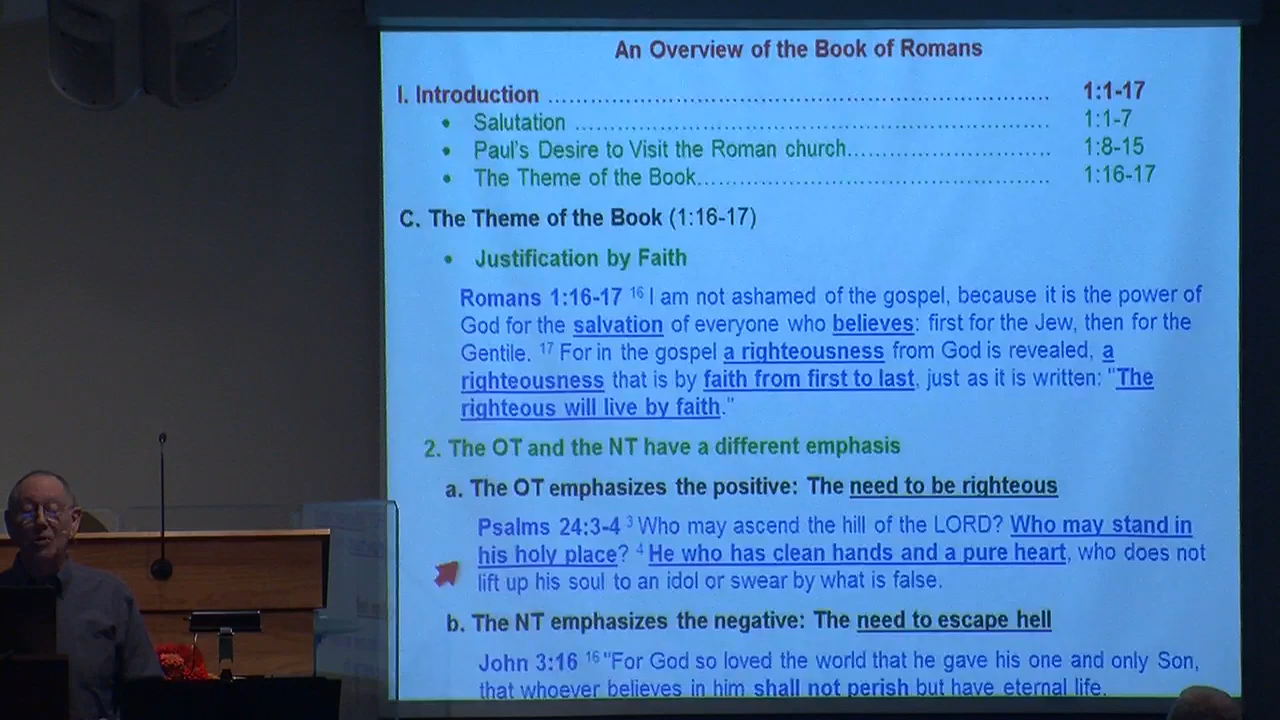 An Overview of the Book of Romans
I. Introduction ........................................................................ 1:1-17
• Salutation ........................................................................ 1:1-7
• Paul's Desire to Visit the Roman church.............................. 1:8-15
• The Theme of the Book.................................................... 1:16-17
C. The Theme of the Book (1:16-17)
• Justification by Faith
Romans 1:16-17 ¹⁶ I am not ashamed of the gospel, because it is the power of
God for the salvation of everyone who believes: first for the Jew, then for the
Gentile. ¹⁷ For in the gospel a righteousness from God is revealed, a
righteousness that is by faith from first to last, just as it is written: "The
righteous will live by faith."
2. The OT and the NT have a different emphasis
a. The OT emphasizes the positive: The need to be righteous
Psalms 24:3-4 ³ Who may ascend the hill of the LORD? Who may stand in
his holy place? ⁴ He who has clean hands and a pure heart, who does not
lift up his soul to an idol or swear by what is false.
b. The NT emphasizes the negative: The need to escape hell
John 3:16 ¹⁶ "For God so loved the world that he gave his one and only Son,
that whoever believes in him shall not perish but have eternal life.